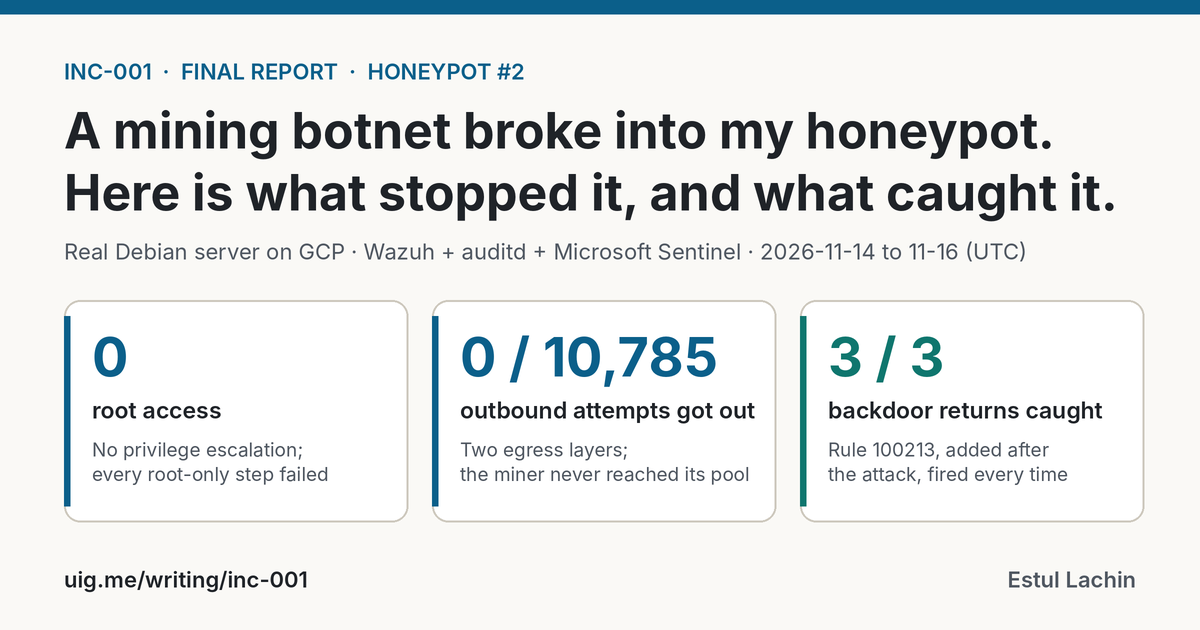 INC-001 · FINAL REPORT · HONEYPOT #2
A mining botnet broke into my honeypot.
Here is what stopped it, and what caught it.
Real Debian server on GCP · Wazuh + auditd + Microsoft Sentinel · 2026-11-14 to 11-16 (UTC)
0
root access
No privilege escalation;
every root-only step failed
0 / 10,785
outbound attempts got out
Two egress layers;
the miner never reached its pool
3 / 3
backdoor returns caught
Rule 100213, added after
the attack, fired every time
uig.me/writing/inc-001
Estul Lachin